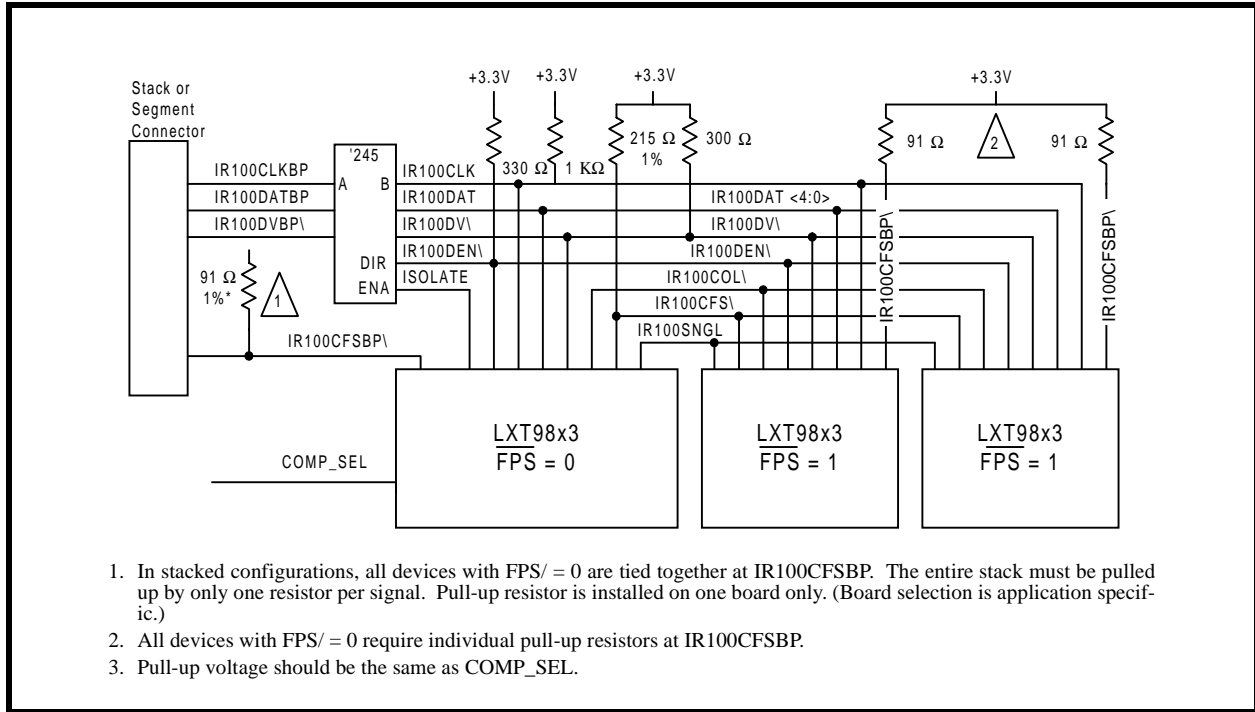 +3.3V
+3.3V
+3.3V
+3.3V
Stack or
Segment
Connector
'245
A
B
DIR
ENA
330 Ω
1 KΩ
215 Ω
1%
300 Ω
91 Ω
2
91 Ω
IR100CLKBP
IR100CLK
IR100DATBP
IR100DAT
IR100DAT <4:0>
IR100DVBP\
IR100DV\
IR100DV\
IR100DEN\
IR100DEN\
ISOLATE
91 Ω
1%*
1
IR100COL\
IR100CFS\
IR100SNGL
IR100CFSBP\
IR100CFSBP\
IR100CFSBP\
LXT98x3
FPS = 0
LXT98x3
FPS = 1
LXT98x3
FPS = 1
COMP_SEL
1. In stacked configurations, all devices with FPS/ = 0 are tied together at IR100CFSBP. The entire stack must be pulled
up by only one resistor per signal. Pull-up resistor is installed on one board only. (Board selection is application specif-
ic.)
2. All devices with FPS/ = 0 require individual pull-up resistors at IR100CFSBP.
3. Pull-up voltage should be the same as COMP_SEL.